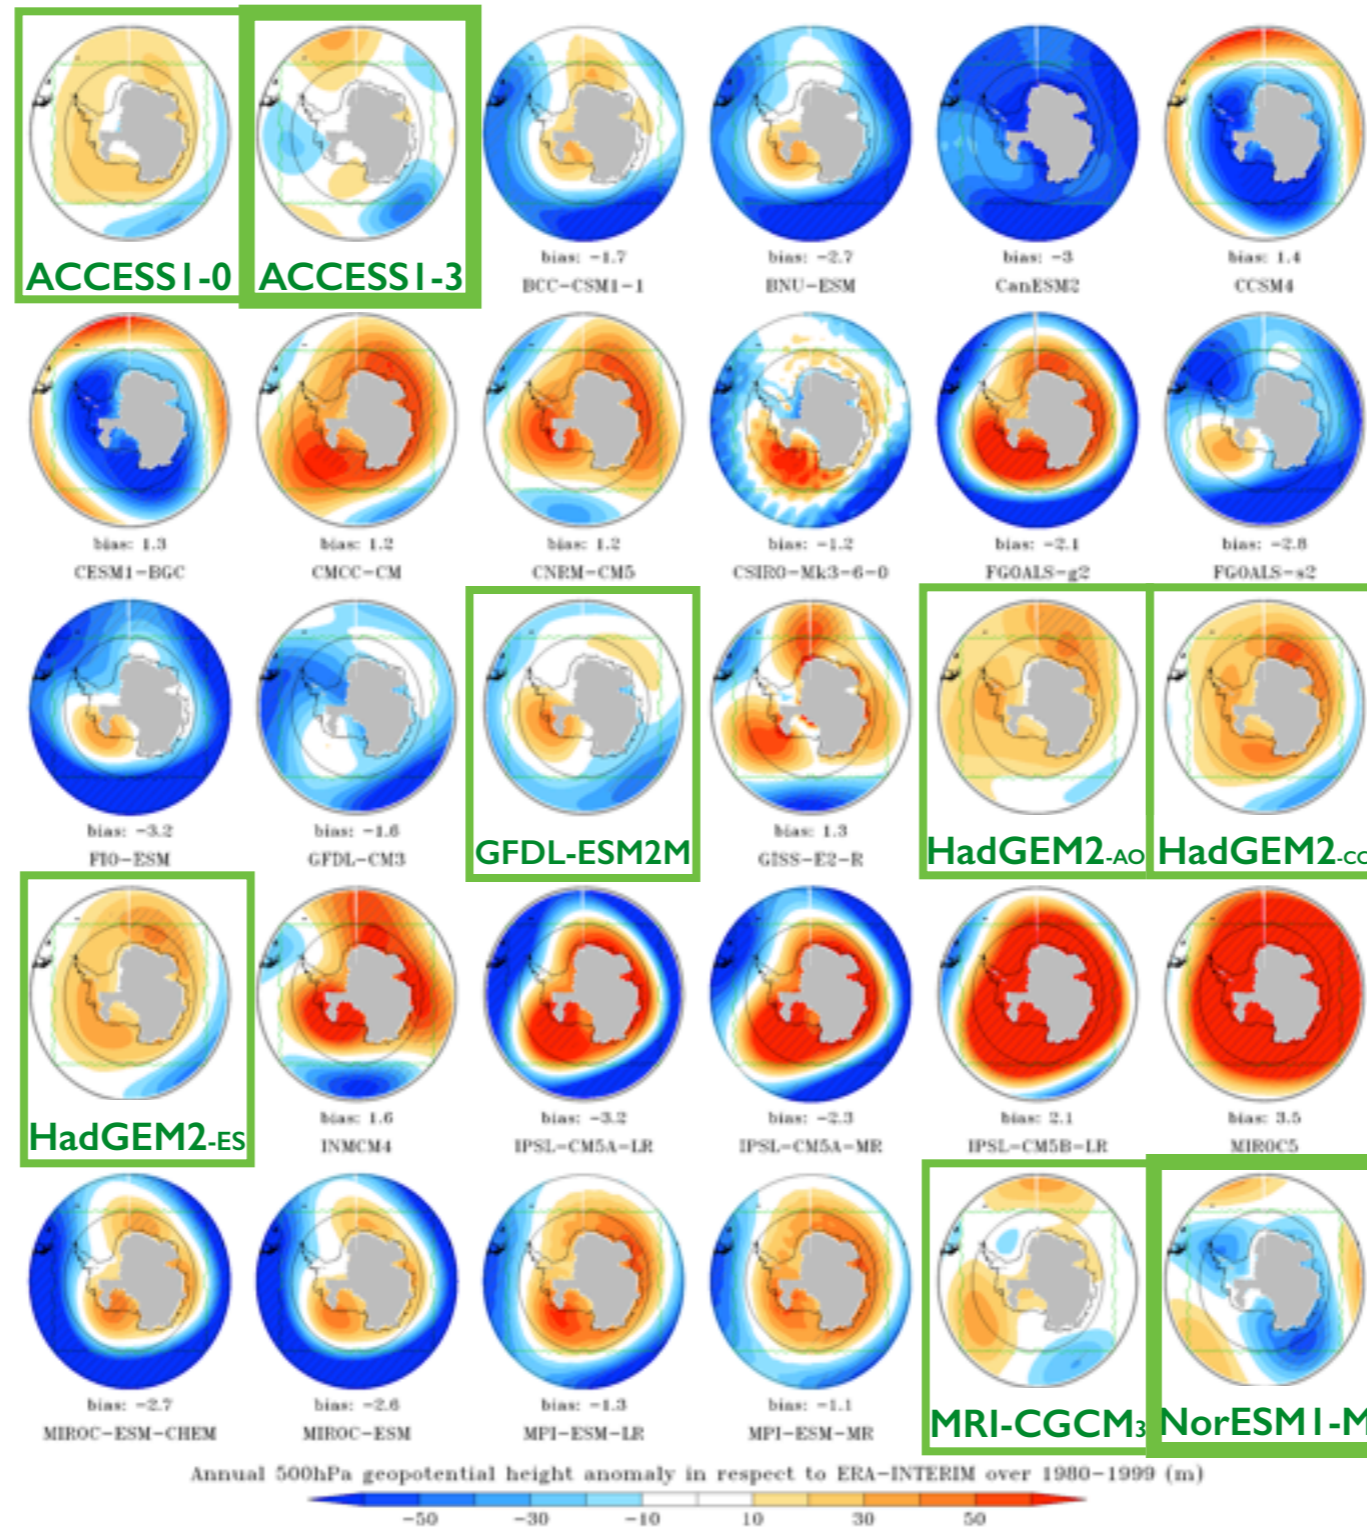 ACCESS1-0 ACCESS1-3
bias: -1.7 bias: -2.7 bias: -3 bias: 1.4
BCC-CSM1-1 BNU-ESM CanESM2 CCSM4
bias: 1.3 bias: 1.2 bias: 1.2 bias: -1.2 bias: -2.1 bias: -2.8
CESM1-BGC CMCC-CM CNRM-CM5 CSIRO-Mk3-6-0 FGOALS-g2 FGOALS-s2
bias: -3.2 bias: -1.6 bias: 1.3
FIO-ESM GFDL-CM3 GFDL-ESM2M GISS-E2-R HadGEM2-AO HadGEM2-CC
bias: 1.6 bias: -3.2 bias: -2.3 bias: 2.1 bias: 3.5
HadGEM2-ES INMCM4 IPSL-CM5A-LR IPSL-CM5A-MR IPSL-CM5B-LR MIROC5
bias: -2.7 bias: -2.6 bias: -1.3 bias: -1.1
MIROC-ESM-CHEM MIROC-ESM MPI-ESM-LR MPI-ESM-MR MRI-CGCM3 NorESM1-M
Annual 500hPa geopotential height anomaly in respect to ERA-INTERIM over 1980-1999 (m)
-50 -30 -10 10 30 50